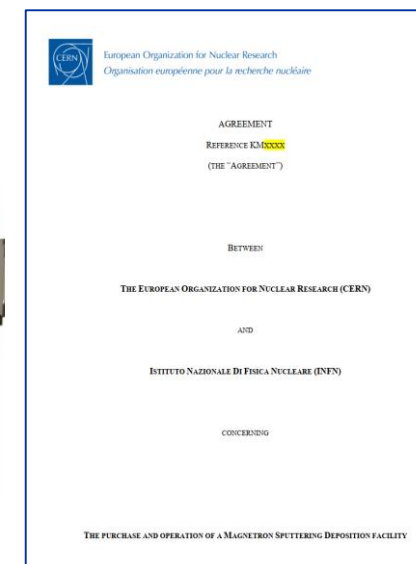 CERN
European Organization for Nuclear Research
Organisation européenne pour la recherche nucléaire
AGREEMENT
REFERENCE KMXXXX
(THE "AGREEMENT")
BETWEEN
THE EUROPEAN ORGANIZATION FOR NUCLEAR RESEARCH (CERN)
AND
ISTITUTO NAZIONALE DI FISICA NUCLEARE (INFN)
CONCERNING
THE PURCHASE AND OPERATION OF A MAGNETRON SPUTTERING DEPOSITION FACILITY